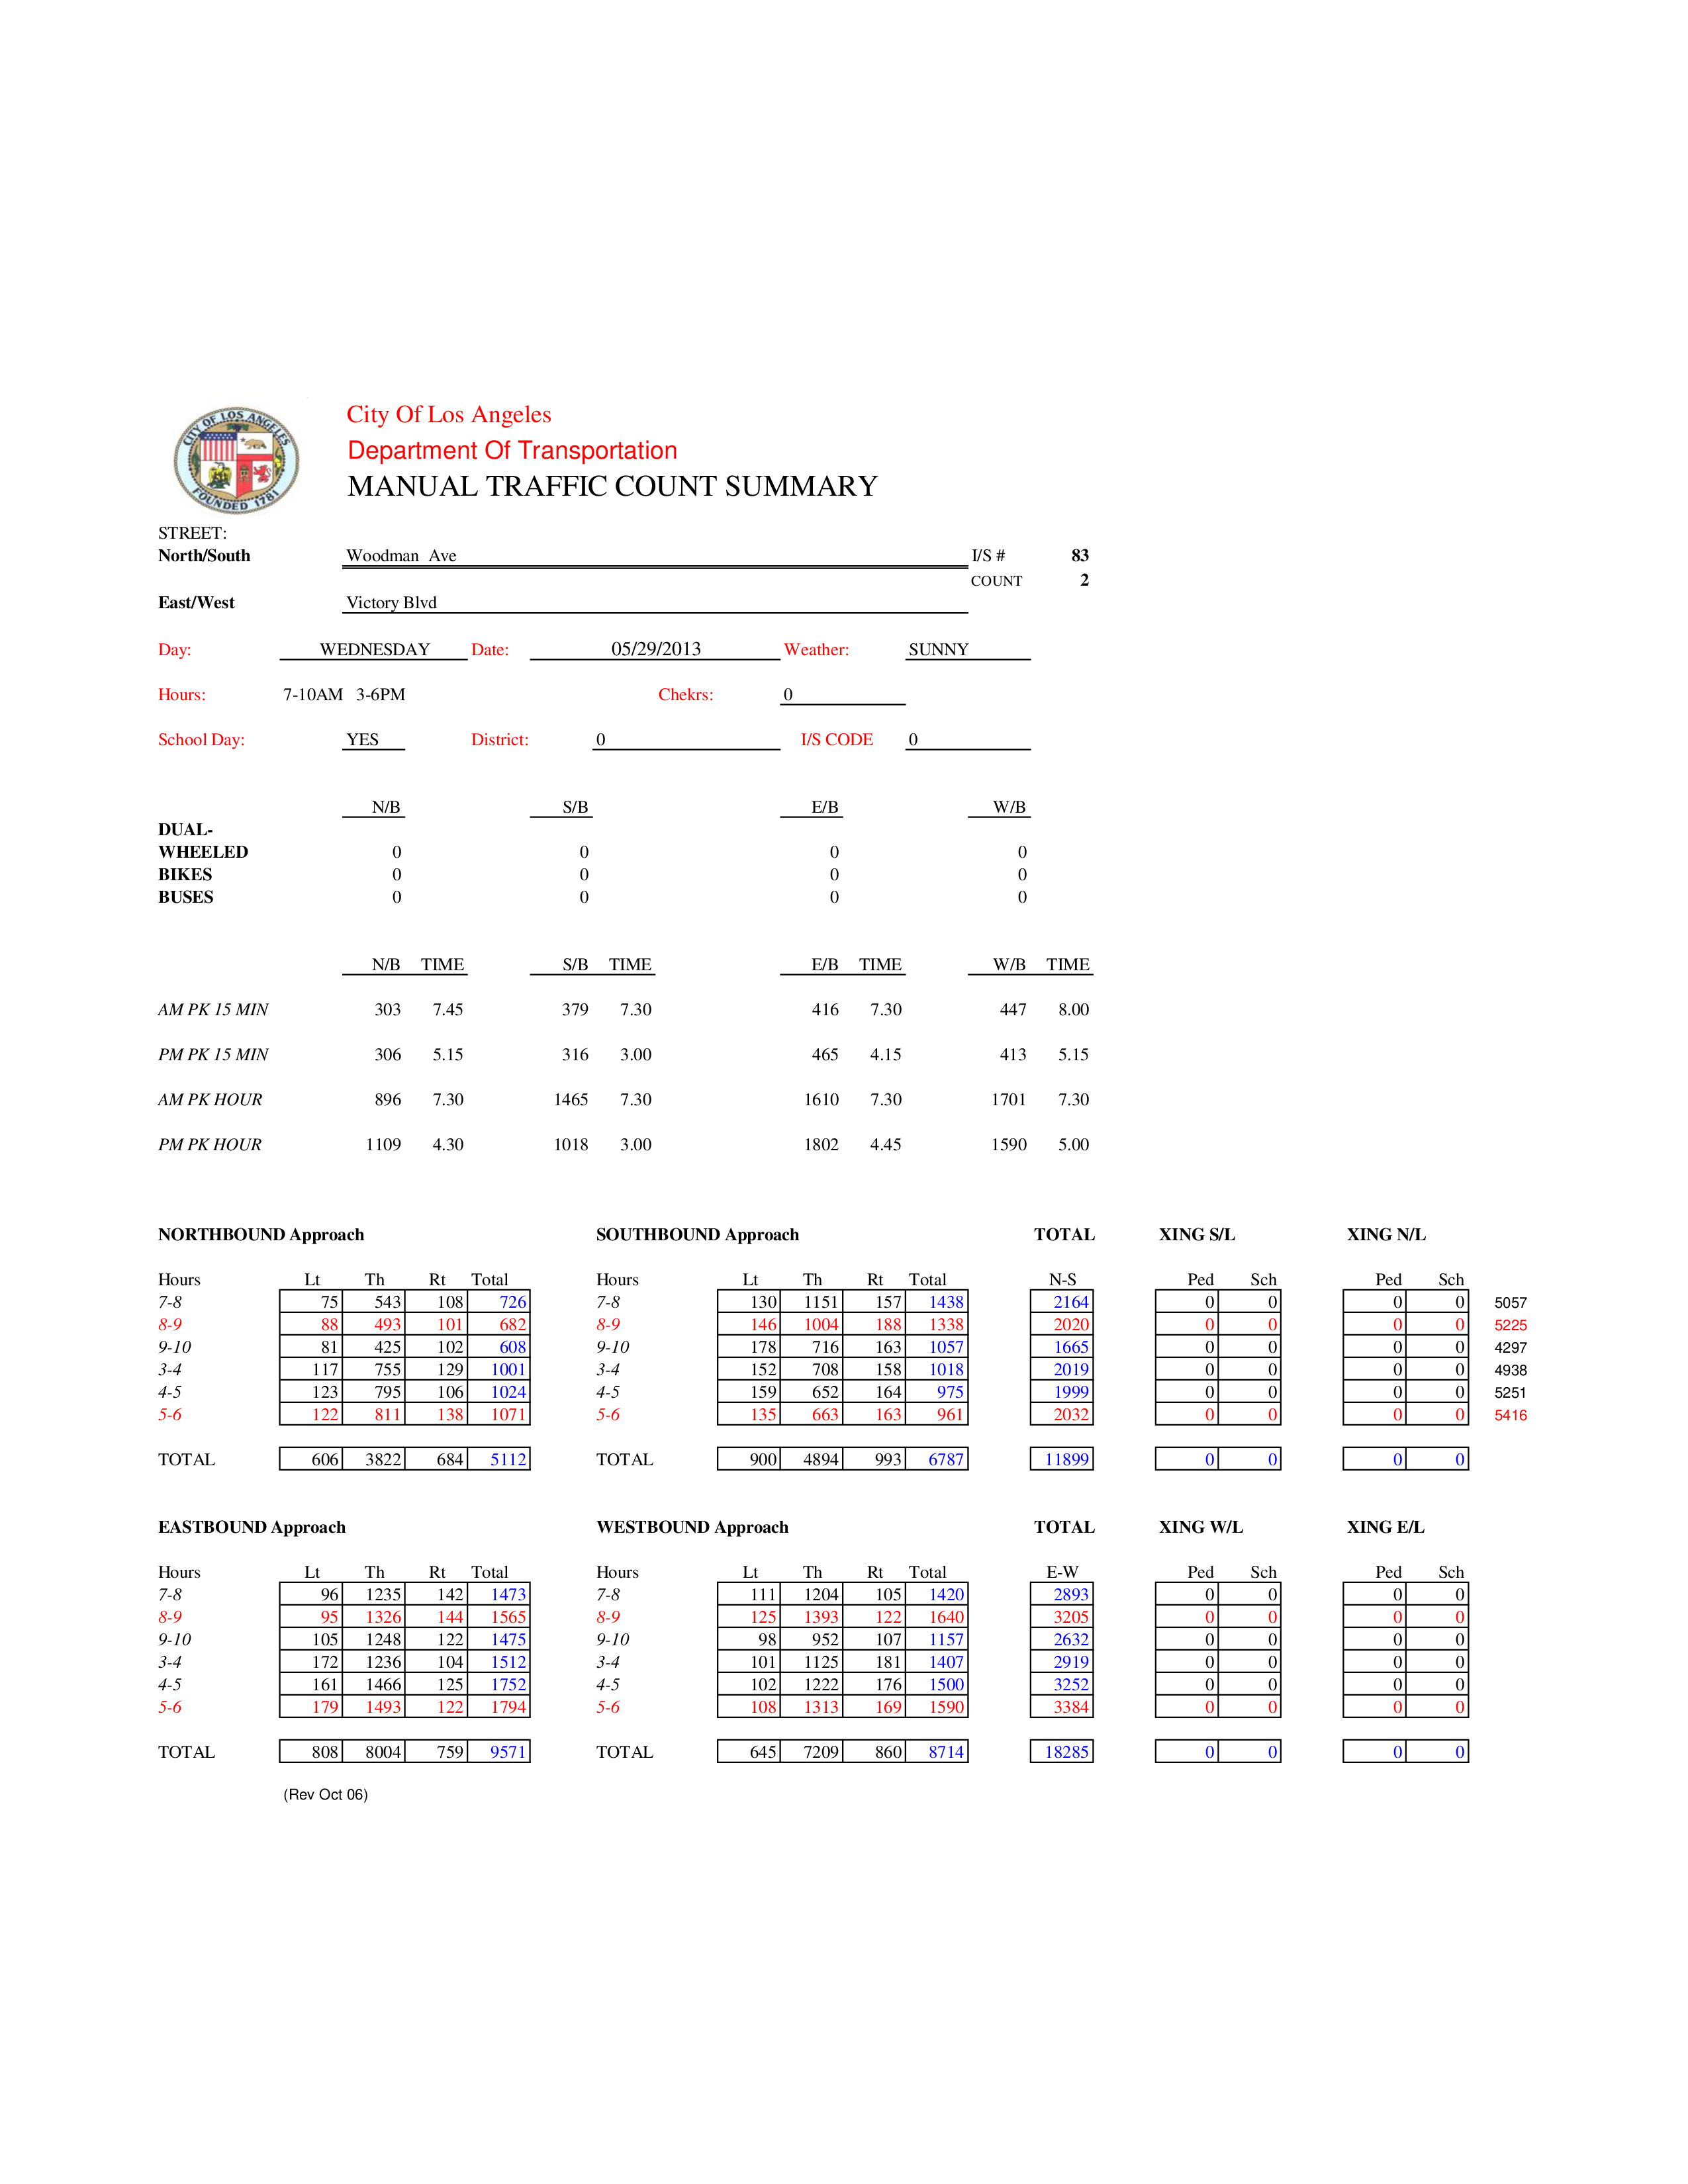 CITY OF LOS ANGELES
FOUNDED 1781
City Of Los Angeles
Department Of Transportation
MANUAL TRAFFIC COUNT SUMMARY
STREET:
North/South Woodman Ave I/S # 83
COUNT 2
East/West Victory Blvd
Day: WEDNESDAY Date: 05/29/2013 Weather: SUNNY
Hours: 7-10AM 3-6PM Chekrs: 0
School Day: YES District: 0 I/S CODE 0
N/B S/B E/B W/B
DUAL-
WHEELED 0 0 0 0
BIKES 0 0 0 0
BUSES 0 0 0 0
N/B TIME S/B TIME E/B TIME W/B TIME
AM PK 15 MIN 303 7.45 379 7.30 416 7.30 447 8.00
PM PK 15 MIN 306 5.15 316 3.00 465 4.15 413 5.15
AM PK HOUR 896 7.30 1465 7.30 1610 7.30 1701 7.30
PM PK HOUR 1109 4.30 1018 3.00 1802 4.45 1590 5.00
NORTHBOUND Approach SOUTHBOUND Approach TOTAL XING S/L XING N/L
Hours Lt Th Rt Total Hours Lt Th Rt Total N-S Ped Sch Ped Sch
7-8 75 543 108 726 7-8 130 1151 157 1438 2164 0 0 0 0 5057
8-9 88 493 101 682 8-9 146 1004 188 1338 2020 0 0 0 0 5225
9-10 81 425 102 608 9-10 178 716 163 1057 1665 0 0 0 0 4297
3-4 117 755 129 1001 3-4 152 708 158 1018 2019 0 0 0 0 4938
4-5 123 795 106 1024 4-5 159 652 164 975 1999 0 0 0 0 5251
5-6 122 811 138 1071 5-6 135 663 163 961 2032 0 0 0 0 5416
TOTAL 606 3822 684 5112 TOTAL 900 4894 993 6787 11899 0 0 0 0
EASTBOUND Approach WESTBOUND Approach TOTAL XING W/L XING E/L
Hours Lt Th Rt Total Hours Lt Th Rt Total E-W Ped Sch Ped Sch
7-8 96 1235 142 1473 7-8 111 1204 105 1420 2893 0 0 0 0
8-9 95 1326 144 1565 8-9 125 1393 122 1640 3205 0 0 0 0
9-10 105 1248 122 1475 9-10 98 952 107 1157 2632 0 0 0 0
3-4 172 1236 104 1512 3-4 101 1125 181 1407 2919 0 0 0 0
4-5 161 1466 125 1752 4-5 102 1222 176 1500 3252 0 0 0 0
5-6 179 1493 122 1794 5-6 108 1313 169 1590 3384 0 0 0 0
TOTAL 808 8004 759 9571 TOTAL 645 7209 860 8714 18285 0 0 0 0
(Rev Oct 06)